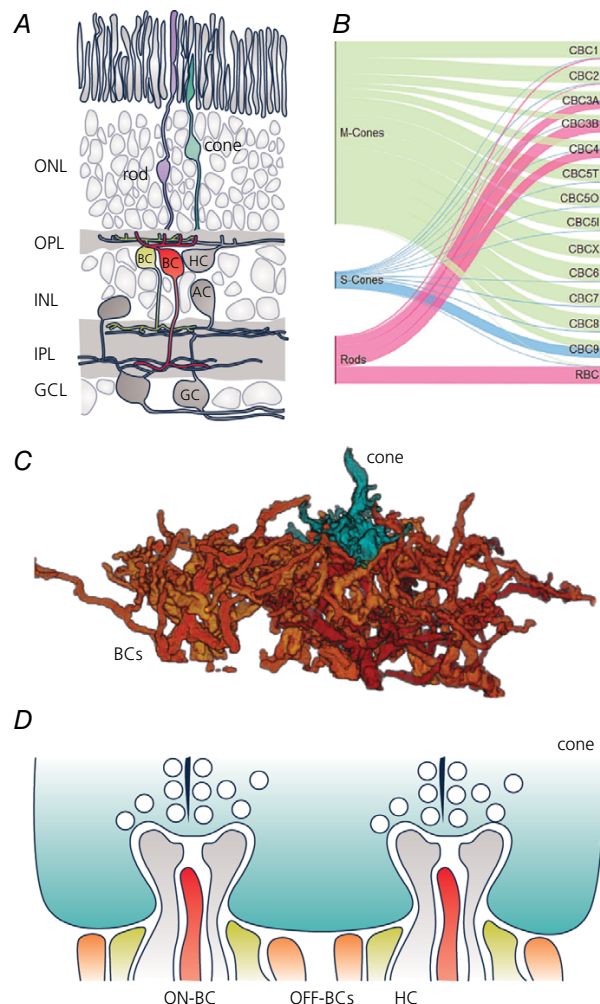 A
ONL
rod
cone
OPL
BC
BC
HC
INL
AC
IPL
GCL
GC
B
M-Cones
S-Cones
Rods
CBC1
CBC2
CBC3A
CBC3B
CBC4
CBC5T
CBC5O
CBC5I
CBCX
CBC6
CBC7
CBC8
CBC9
RBC
C
cone
BCs
D
cone
ON-BC
OFF-BCs
HC